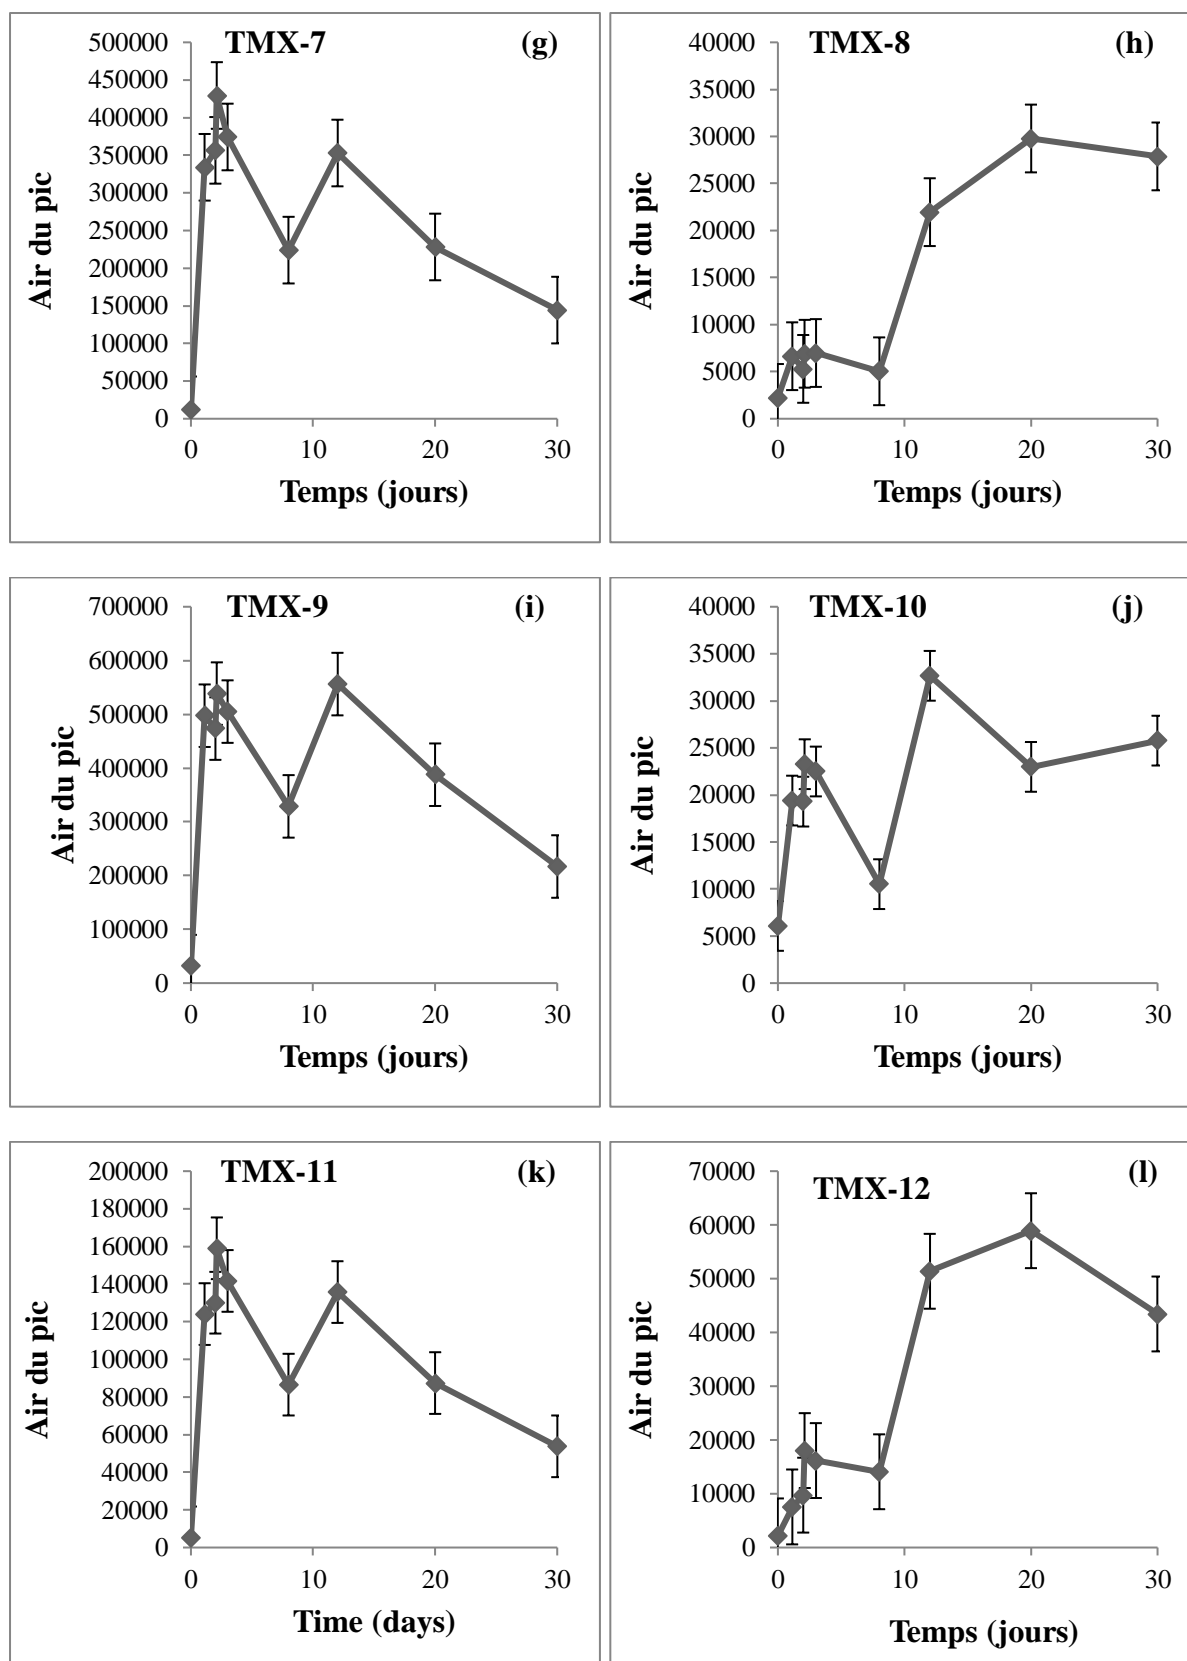 TMX-7 (g)
500000
450000
400000
350000
300000
250000
200000
150000
100000
50000
0
0 10 20 30
Air du pic
Temps (jours)
TMX-8 (h)
40000
35000
30000
25000
20000
15000
10000
5000
0
0 10 20 30
Air du pic
Temps (jours)
TMX-9 (i)
700000
600000
500000
400000
300000
200000
100000
0
0 10 20 30
Air du pic
Temps (jours)
TMX-10 (j)
40000
35000
30000
25000
20000
15000
10000
5000
0
0 10 20 30
Air du pic
Temps (jours)
TMX-11 (k)
200000
180000
160000
140000
120000
100000
80000
60000
40000
20000
0
0 10 20 30
Air du pic
Time (days)
TMX-12 (l)
70000
60000
50000
40000
30000
20000
10000
0
0 10 20 30
Air du pic
Temps (jours)